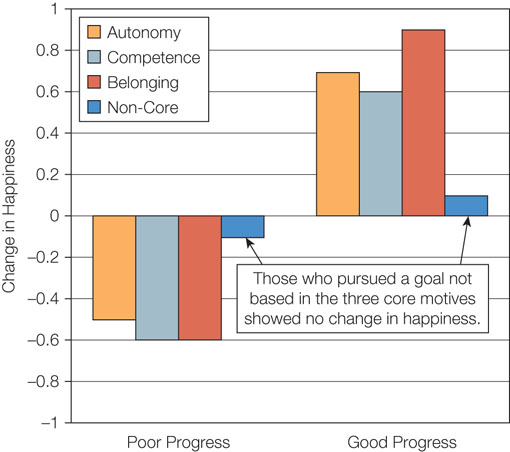 Autonomy
Competence
Belonging
Non-Core
Change in Happiness
1
0.8
0.6
0.4
0.2
0
–0.2
–0.4
–0.6
–0.8
–1
Those who pursued a goal not
based in the three core motives
showed no change in happiness.
Poor Progress
Good Progress